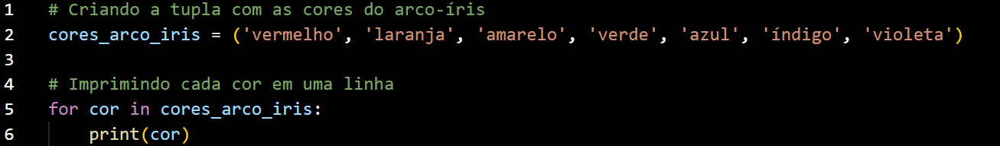 1 # Criando a tupla com as cores do arco-íris
2 cores_arco_iris = ('vermelho', 'laranja', 'amarelo', 'verde', 'azul', 'índigo', 'violeta')
3
4 # Imprimindo cada cor em uma linha
5 for cor in cores_arco_iris:
6     print(cor)